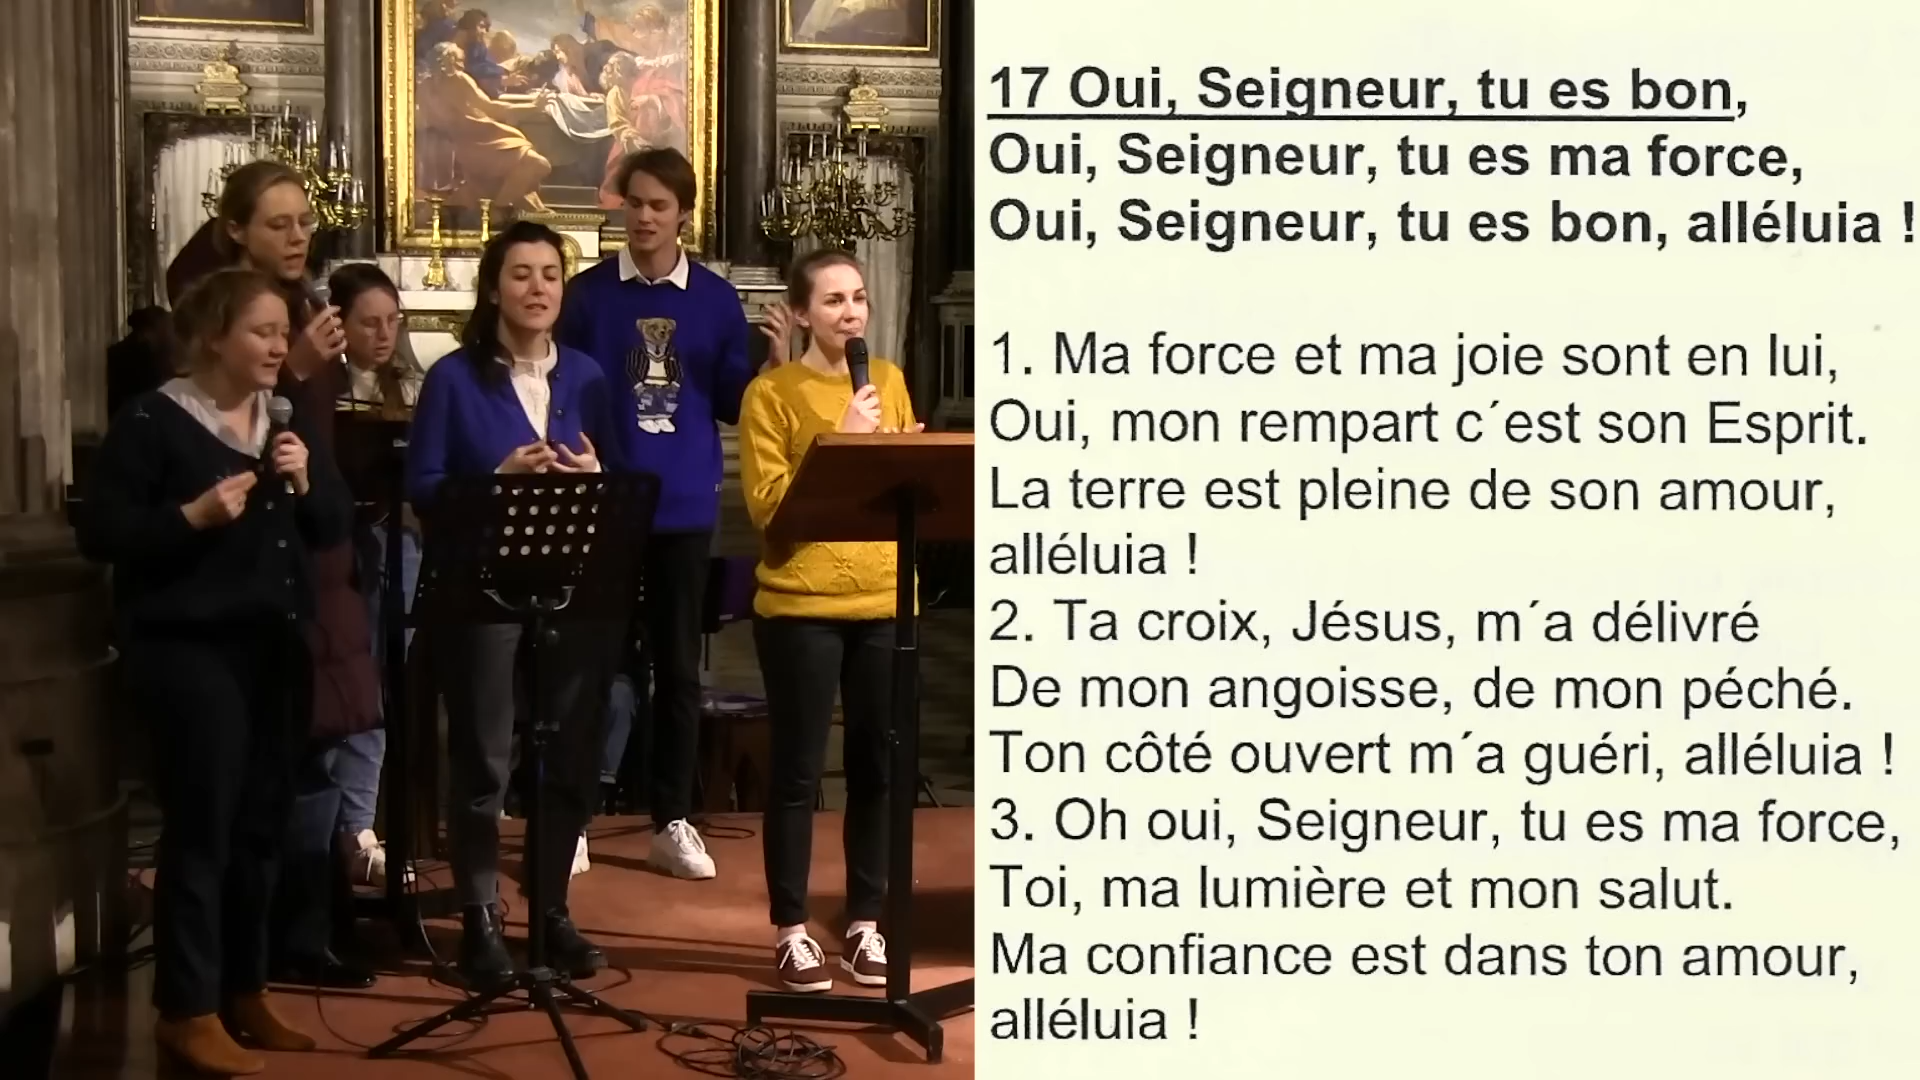 17 Oui, Seigneur, tu es bon,
Oui, Seigneur, tu es ma force,
Oui, Seigneur, tu es bon, alléluia !
1. Ma force et ma joie sont en lui,
Oui, mon rempart c´est son Esprit.
La terre est pleine de son amour,
alléluia !
2. Ta croix, Jésus, m´a délivré
De mon angoisse, de mon péché.
Ton côté ouvert m´a guéri, alléluia !
3. Oh oui, Seigneur, tu es ma force,
Toi, ma lumière et mon salut.
Ma confiance est dans ton amour,
alléluia !